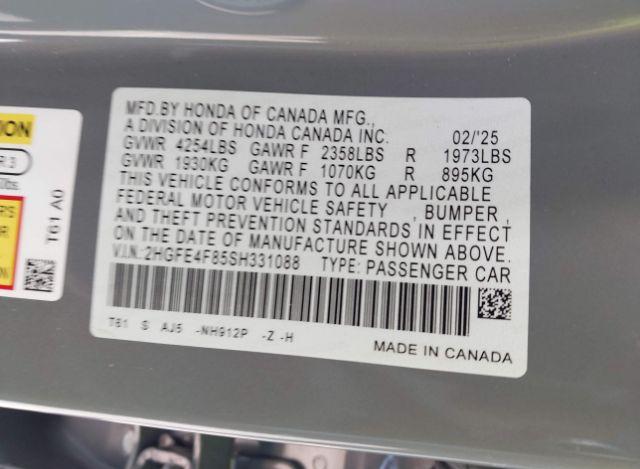 MFD.BY HONDA OF CANADA MFG.,
A DIVISION OF HONDA CANADA INC. 02/'25
GVWR 4254LBS GAWR F 2358LBS R 1973LBS
GVWR 1930KG GAWR F 1070KG R 895KG
THIS VEHICLE CONFORMS TO ALL APPLICABLE
FEDERAL MOTOR VEHICLE SAFETY , BUMPER ,
AND THEFT PREVENTION STANDARDS IN EFFECT
ON THE DATE OF MANUFACTURE SHOWN ABOVE.
V.I.N.:2HGFE4F85SH331088 TYPE: PASSENGER CAR
T61 S AJ5 -NH912P -Z -H
MADE IN CANADA
T61 A0